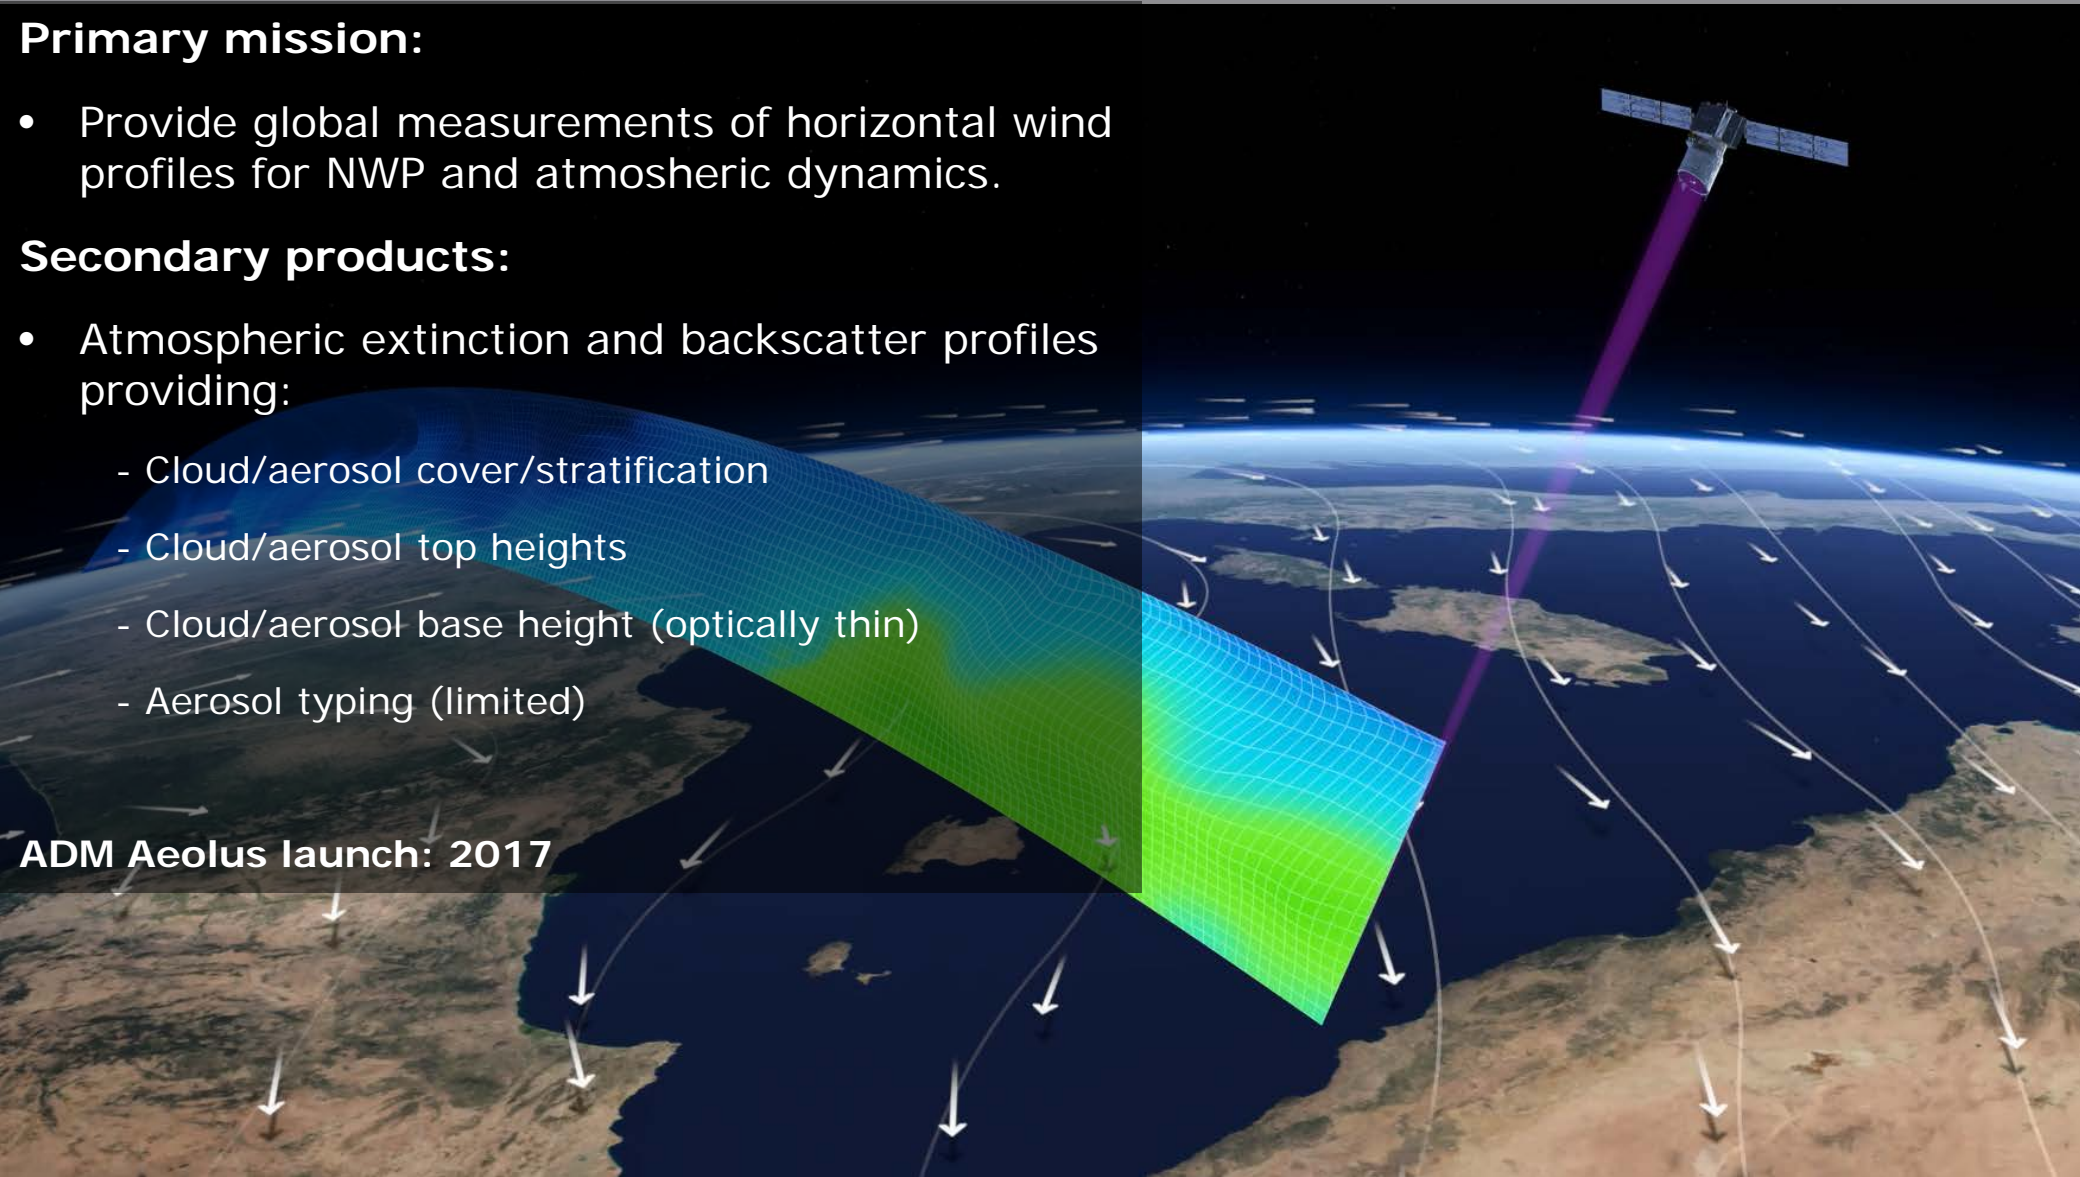 Primary mission:
• Provide global measurements of horizontal wind
profiles for NWP and atmosheric dynamics.
Secondary products:
• Atmospheric extinction and backscatter profiles
providing:
- Cloud/aerosol cover/stratification
- Cloud/aerosol top heights
- Cloud/aerosol base height (optically thin)
- Aerosol typing (limited)
ADM Aeolus launch: 2017